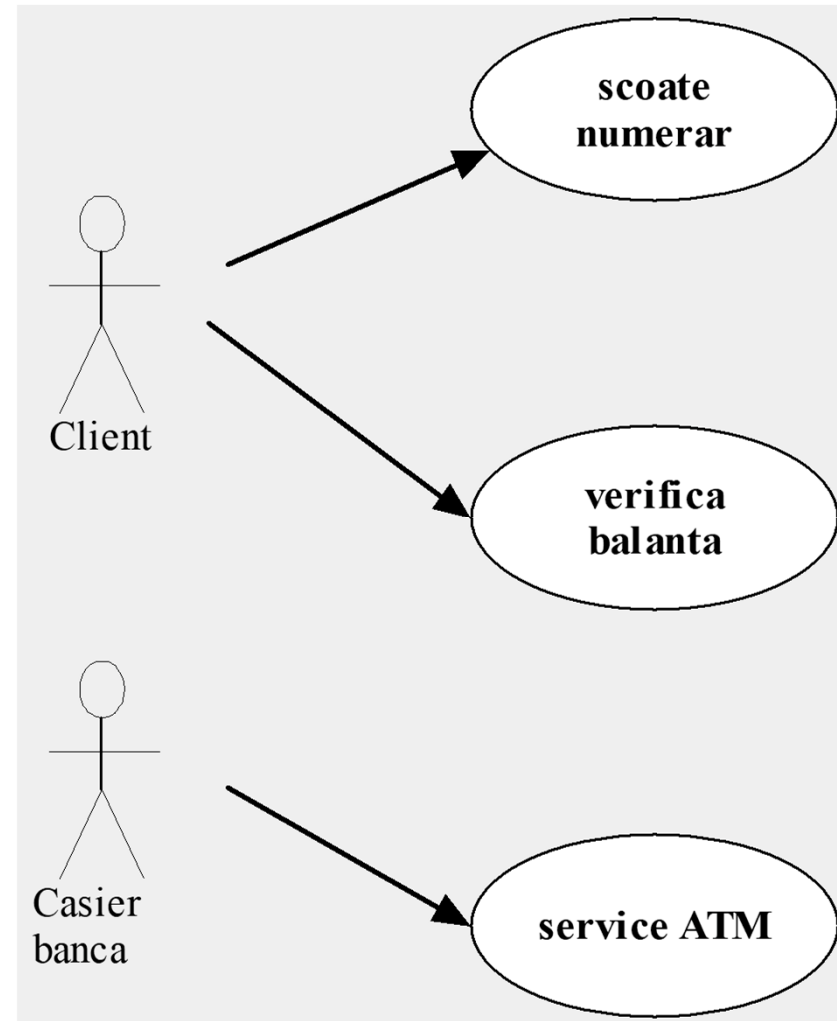 scoate
numerar
Client
verifica
balanta
Casier
banca
service ATM